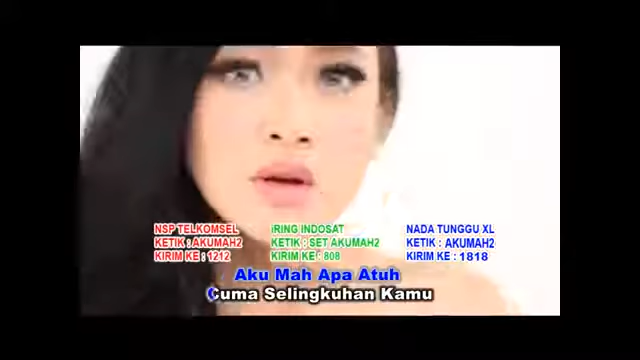 NSP TELKOMSEL
KETIK : AKUMAH2
KIRIM KE : 1212
iRING INDOSAT
KETIK : SET AKUMAH2
KIRIM KE : 808
NADA TUNGGU XL
KETIK : AKUMAH2
KIRIM KE : 1818
Aku Mah Apa Atuh
Cuma Selingkuhan Kamu